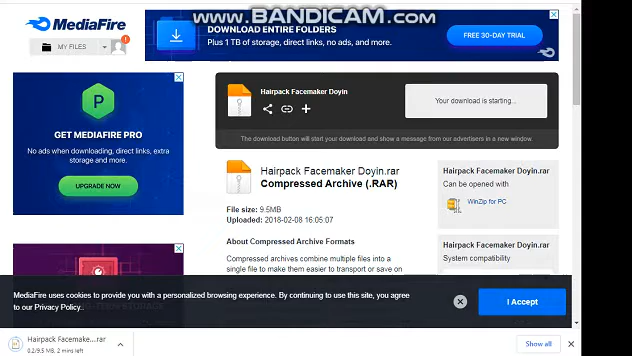 www.BANDICAM.com
MediaFire
MY FILES
!
DOWNLOAD ENTIRE FOLDERS
Plus 1 TB of storage, direct links, no ads, and more.
FREE 30-DAY TRIAL
P
GET MEDIAFIRE PRO
No ads when downloading, direct links, extra
storage and more.
UPGRADE NOW
Hairpack Facemaker Doyin
Your download is starting...
The download button will start your download and show a message from our advertisers in a new window.
Hairpack Facemaker Doyin.rar
Compressed Archive (.RAR)
File size: 9.5MB
Uploaded: 2018-02-08 16:05:07
About Compressed Archive Formats
Compressed archives combine multiple files into a
single file to make them easier to transport or save on
Hairpack Facemaker Doyin.rar
Can be opened with
WinZip for PC
Hairpack Facemaker Doyin.rar
System compatibility
MediaFire uses cookies to provide you with a personalized browsing experience. By continuing to use this site, you agree
to our Privacy Policy.
I Accept
Hairpack Facemake....rar
0.2/9.5 MB, 2 mins left
Show all